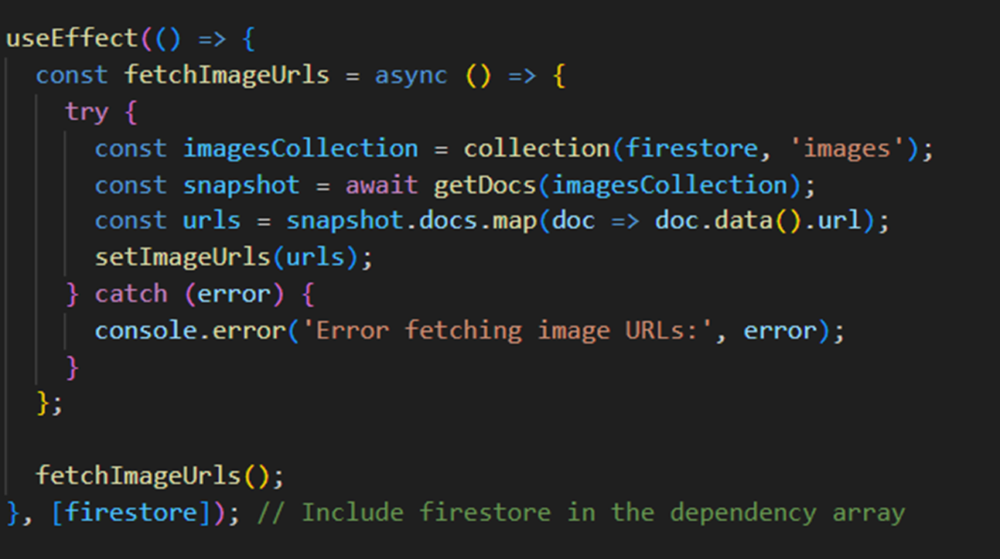 useEffect(() => {
  const fetchImageUrls = async () => {
    try {
      const imagesCollection = collection(firestore, 'images');
      const snapshot = await getDocs(imagesCollection);
      const urls = snapshot.docs.map(doc => doc.data().url);
      setImageUrls(urls);
    } catch (error) {
      console.error('Error fetching image URLs:', error);
    }
  };

  fetchImageUrls();
}, [firestore]); // Include firestore in the dependency array